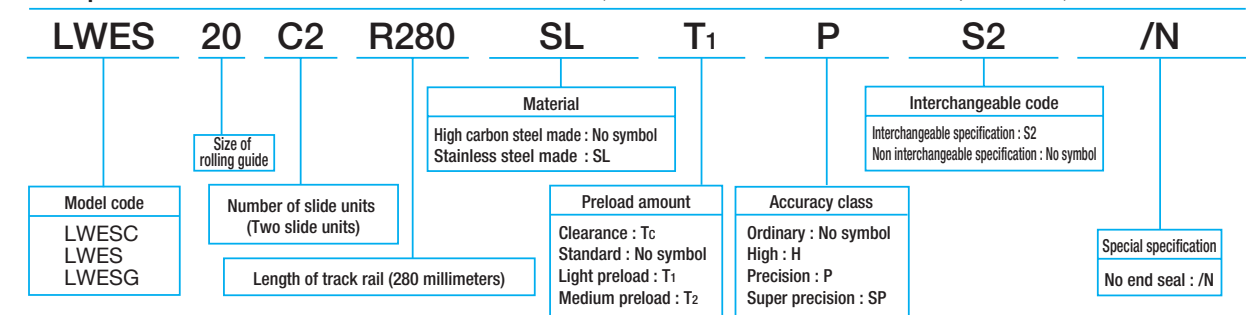 LWES 20 C2 R280 SL T1 P S2 /N
Material
High carbon steel made : No symbol
Stainless steel made : SL
Interchangeable code
Interchangeable specification : S2
Non interchangeable specification : No symbol
Size of
rolling guide
Model code
LWESC
LWES
LWESG
Number of slide units
(Two slide units)
Length of track rail (280 millimeters)
Preload amount
Clearance : Tc
Standard : No symbol
Light preload : T1
Medium preload : T2
Accuracy class
Ordinary : No symbol
High : H
Precision : P
Super precision : SP
Special specification
No end seal : /N